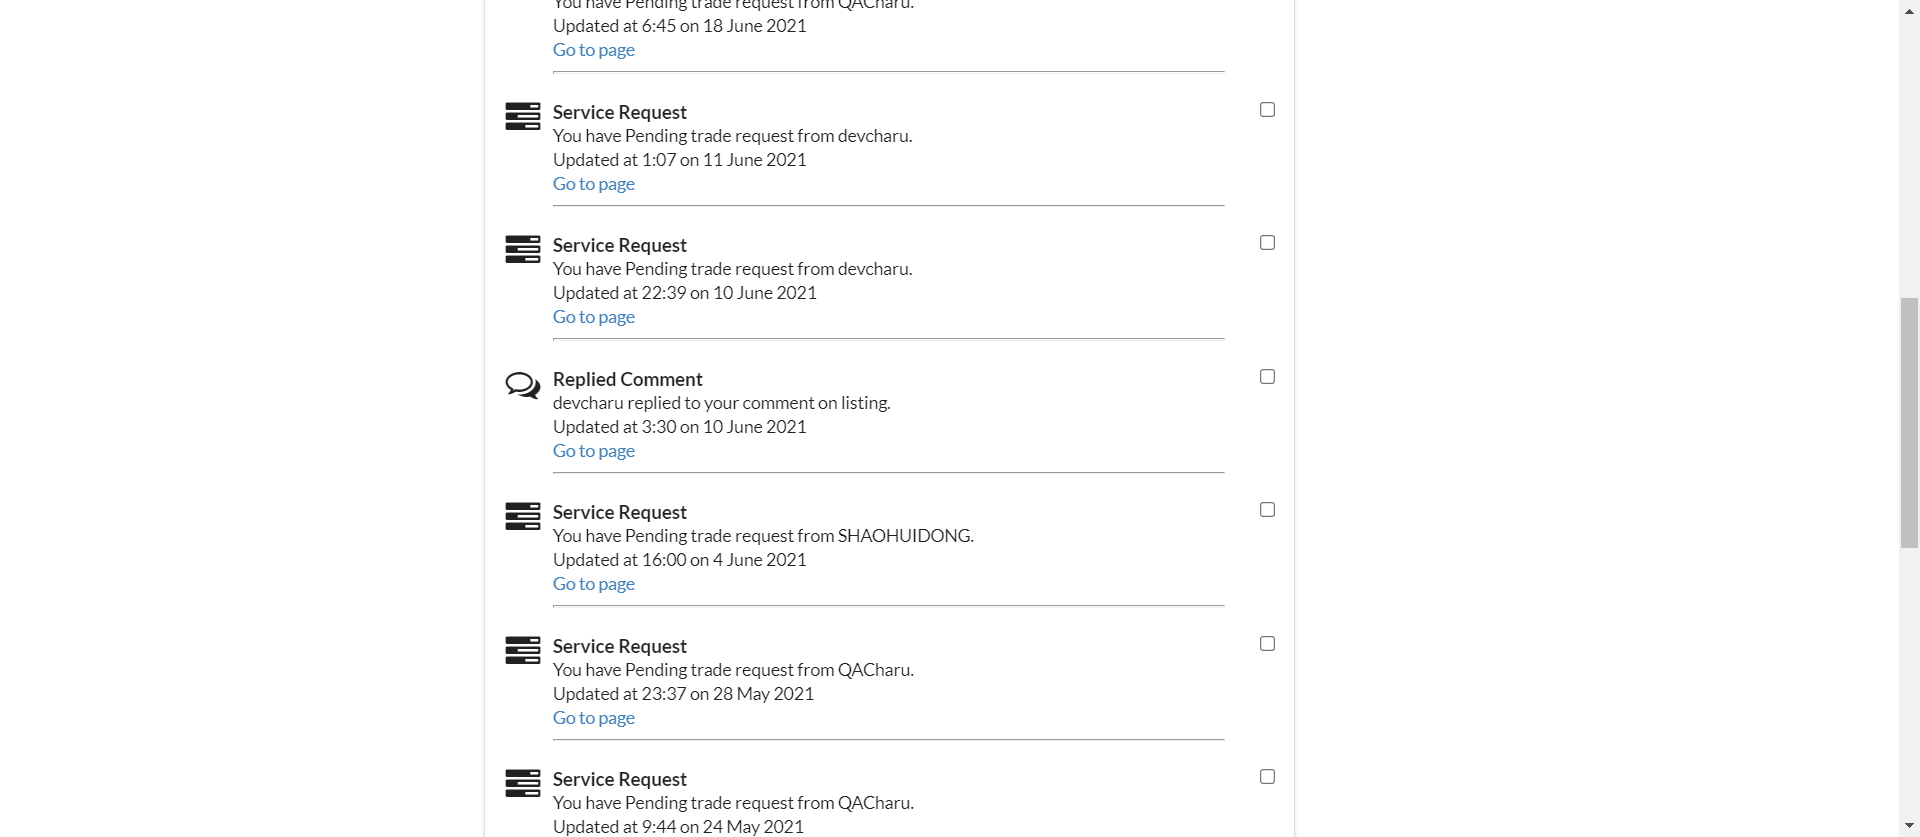 You have Pending trade request from QACharu.
Updated at 6:45 on 18 June 2021
Go to page
Service Request
You have Pending trade request from devcharu.
Updated at 1:07 on 11 June 2021
Go to page
Service Request
You have Pending trade request from devcharu.
Updated at 22:39 on 10 June 2021
Go to page
Replied Comment
devcharu replied to your comment on listing.
Updated at 3:30 on 10 June 2021
Go to page
Service Request
You have Pending trade request from SHAOHUIDONG.
Updated at 16:00 on 4 June 2021
Go to page
Service Request
You have Pending trade request from QACharu.
Updated at 23:37 on 28 May 2021
Go to page
Service Request
You have Pending trade request from QACharu.
Updated at 9:44 on 24 May 2021